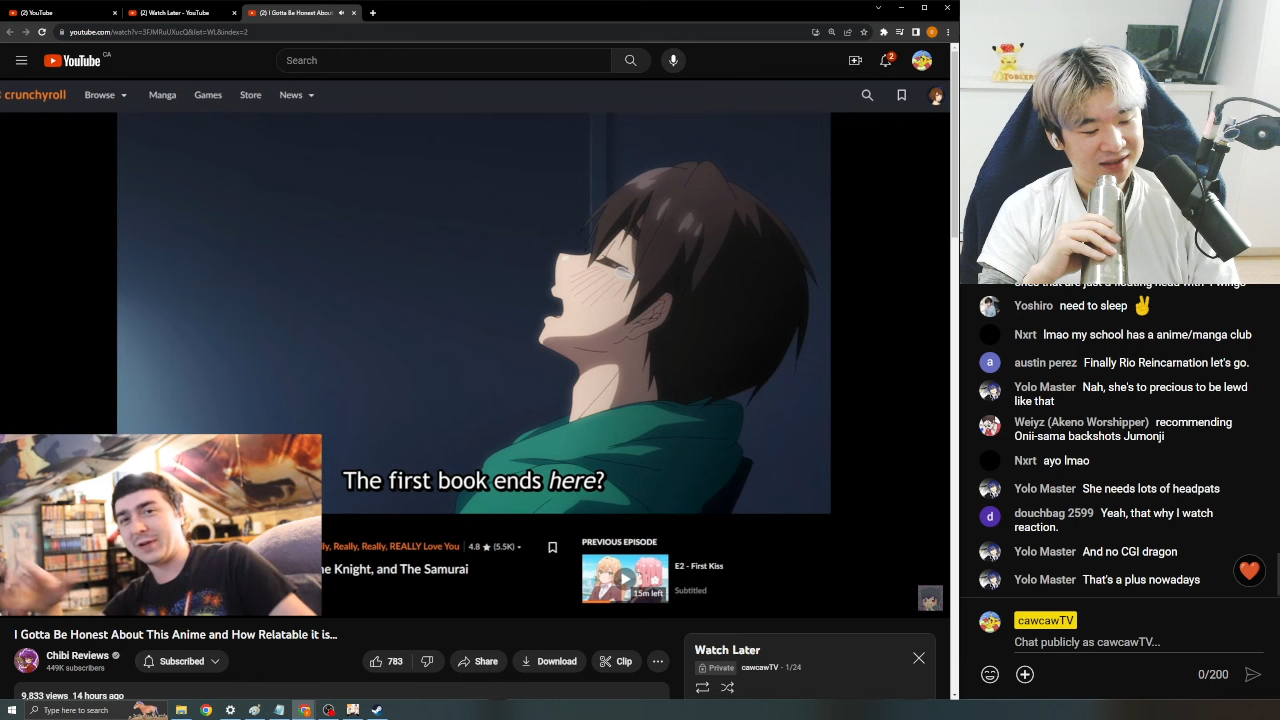 (2) YouTube
(2) Watch Later - YouTube
(2) I Gotta Be Honest About
youtube.com/watch?v=3FJMRuUXucQ&list=WL&index=2
YouTube CA
Search
2
crunchyroll
Browse
Manga
Games
Store
News
The first book ends here?
ly, Really, Really, REALLY Love You
4.8 ★ (5.5K)
e Knight, and The Samurai
PREVIOUS EPISODE
E2 - First Kiss
15m left
Subtitled
I Gotta Be Honest About This Anime and How Relatable it is...
Chibi Reviews
449K subscribers
Subscribed
783
Share
Download
Clip
9,833 views 14 hours ago
Watch Later
Private
cawcawTV - 1/24
Yoshiro need to sleep ✌
Nxrt lmao my school has a anime/manga club
austin perez Finally Rio Reincarnation let's go.
Yolo Master Nah, she's to precious to be lewd
like that
Weiyz (Akeno Worshipper) recommending
Onii-sama backshots Jumonji
Nxrt ayo lmao
Yolo Master She needs lots of headpats
douchbag 2599 Yeah, that why I watch
reaction.
Yolo Master And no CGI dragon
Yolo Master That's a plus nowadays
cawcawTV
Chat publicly as cawcawTV...
0/200
Type here to search